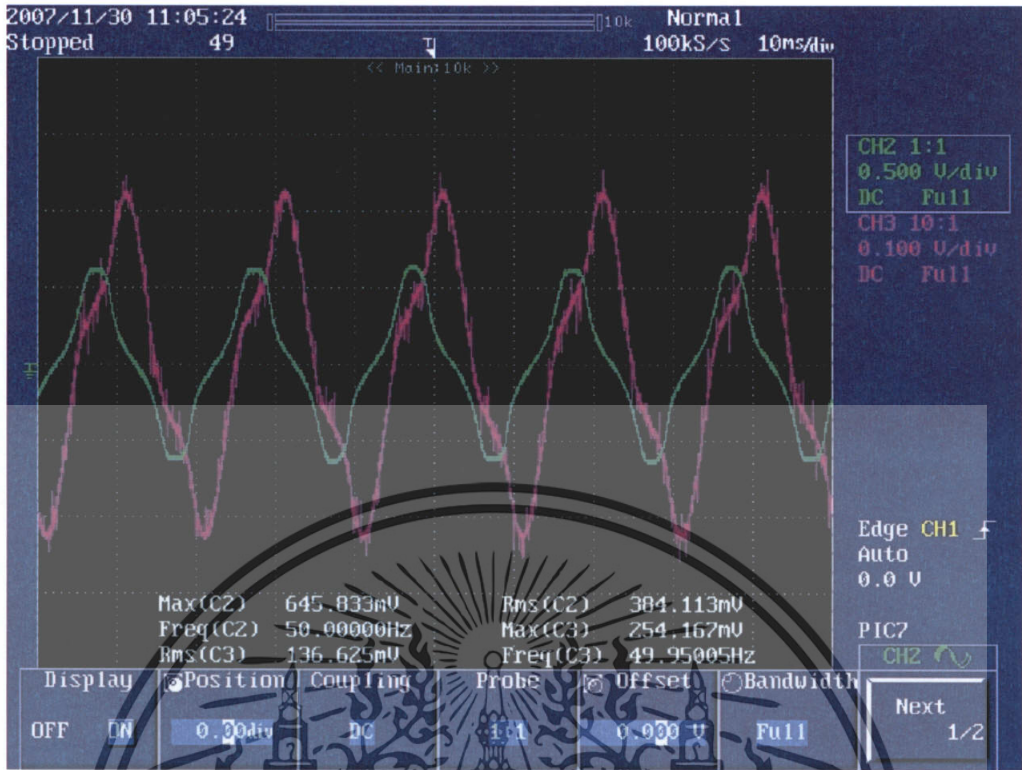 2007/11/30 11:05:24 10k Normal
Stopped 49 T 100kS/s 10ms/div
<< Main:10k >>
CH2 1:1
0.500 V/div
DC Full
CH3 10:1
0.100 V/div
DC Full
Edge CH1
Auto
0.0 V
PIC7
Max(C2) 645.833mV Rms(C2) 384.113mV
Freq(C2) 50.00000Hz Max(C3) 254.167mV
Rms(C3) 136.625mV Freq(C3) 49.95005Hz
CH2
Display Position Coupling Probe Offset Bandwidth
OFF ON 0.00div DC 1:1 0.000 V Full
Next
1/2